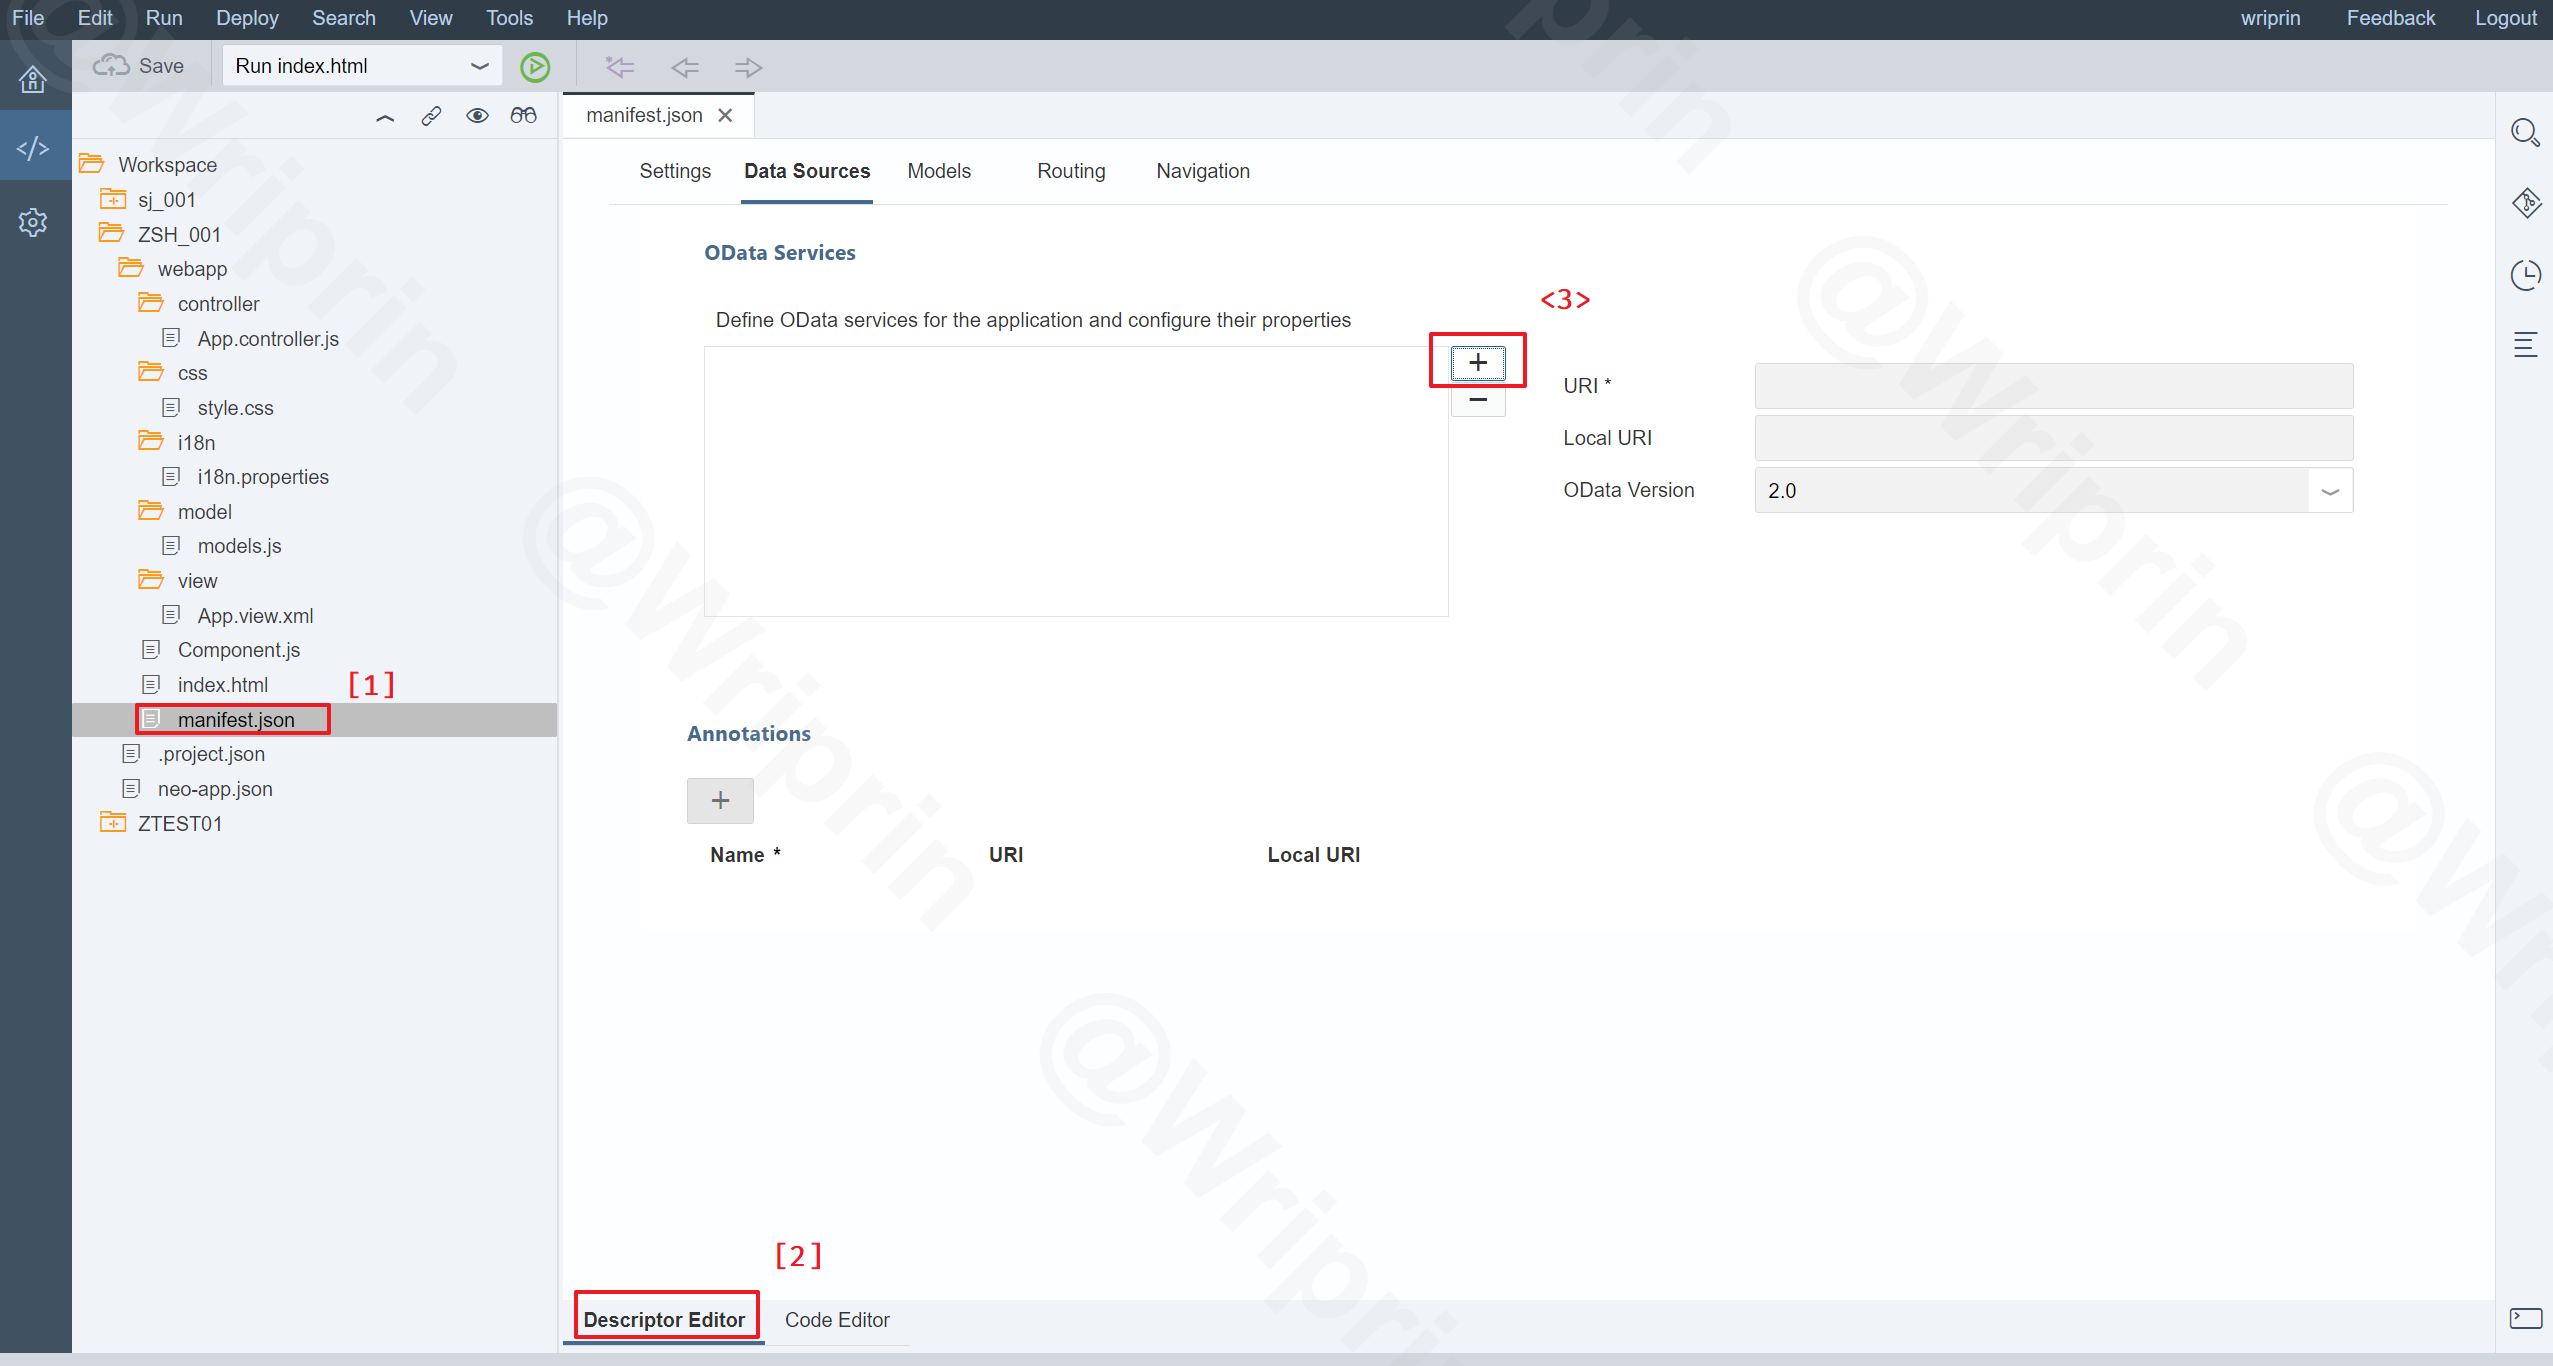 File Edit Run Deploy Search View Tools Help wriprin Feedback Logout
Save Run index.html
manifest.json
Workspace
sj_001
ZSH_001
webapp
controller
App.controller.js
css
style.css
i18n
i18n.properties
model
models.js
view
App.view.xml
Component.js
index.html
[1]
manifest.json
.project.json
neo-app.json
ZTEST01
Settings Data Sources Models Routing Navigation
OData Services
<3>
Define OData services for the application and configure their properties
+
−
URI *
Local URI
OData Version 2.0
Annotations
+
Name * URI Local URI
[2]
Descriptor Editor Code Editor
@Wriprin
@Wriprin
@Wriprin
@Wriprin
@Wriprin